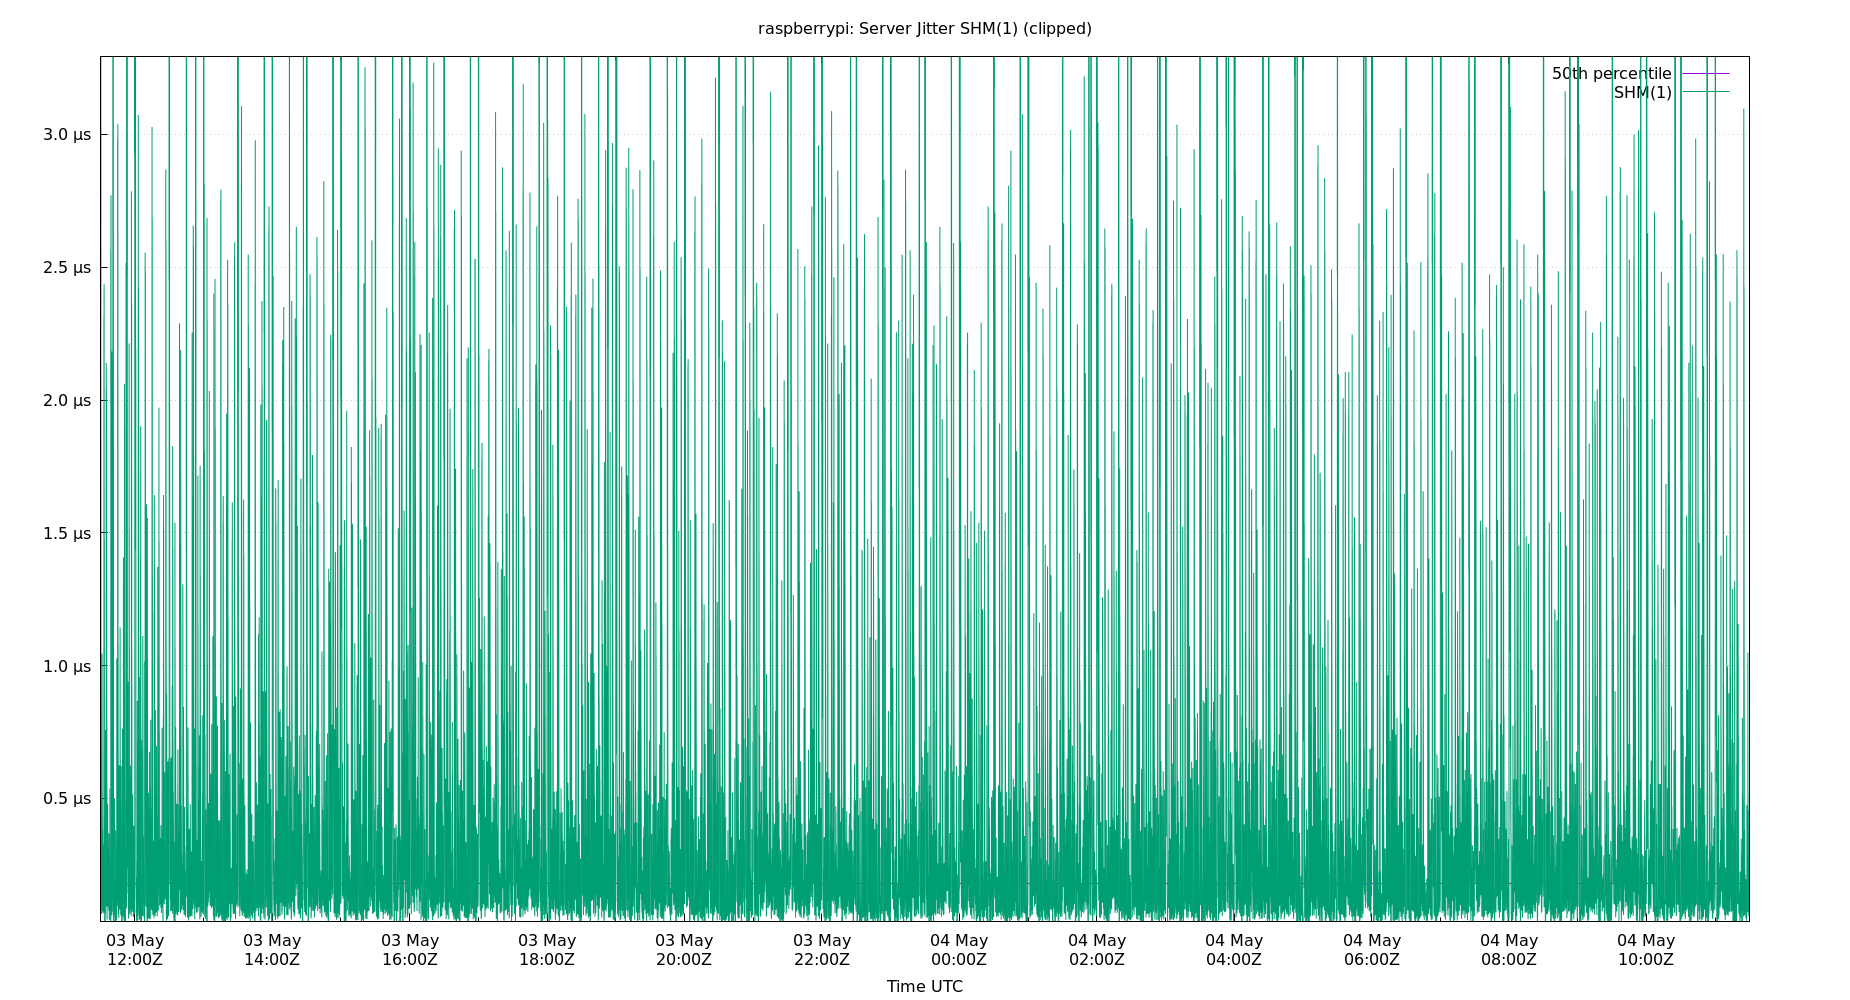 raspberrypi: Server Jitter SHM(1) (clipped)
50th percentile
SHM(1)
3.0 µs
2.5 µs
2.0 µs
1.5 µs
1.0 µs
0.5 µs
03 May 03 May 03 May 03 May 03 May 03 May 04 May 04 May 04 May 04 May 04 May 04 May
12:00Z 14:00Z 16:00Z 18:00Z 20:00Z 22:00Z 00:00Z 02:00Z 04:00Z 06:00Z 08:00Z 10:00Z
Time UTC